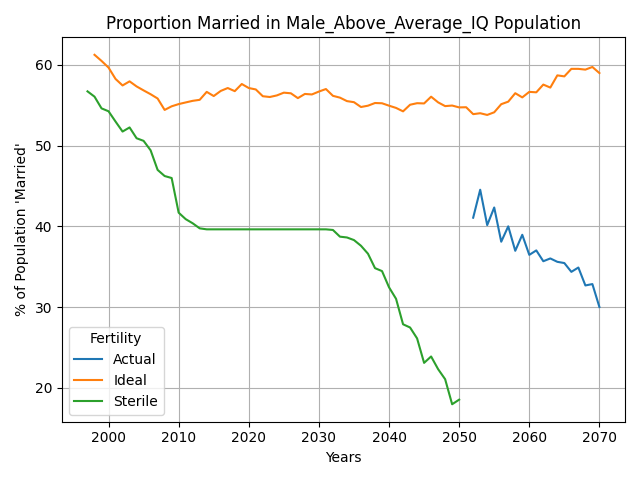 Proportion Married in Male_Above_Average_IQ Population
% of Population 'Married'
60
50
40
30
20
Fertility
Actual
Ideal
Sterile
2000 2010 2020 2030 2040 2050 2060 2070
Years